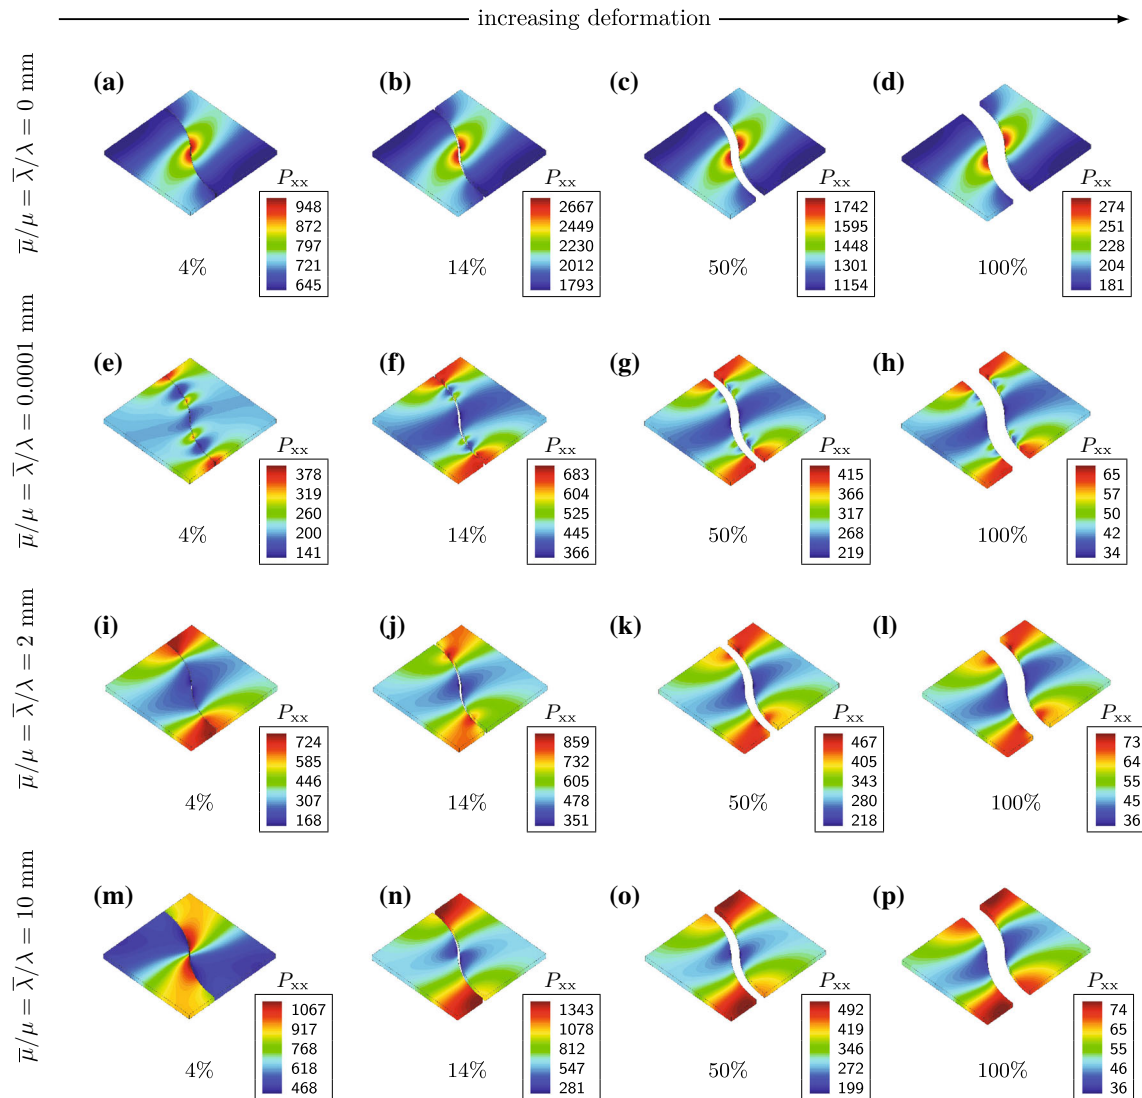 increasing deformation
μ̅/μ = λ̅/λ = 0 mm
(a) (b) (c) (d)
Pxx Pxx Pxx Pxx
948 2667 1742 274
872 2449 1595 251
797 2230 1448 228
721 2012 1301 204
645 1793 1154 181
4% 14% 50% 100%
μ̅/μ = λ̅/λ = 0.0001 mm
(e) (f) (g) (h)
Pxx Pxx Pxx Pxx
378 683 415 65
319 604 366 57
260 525 317 50
200 445 268 42
141 366 219 34
4% 14% 50% 100%
μ̅/μ = λ̅/λ = 2 mm
(i) (j) (k) (l)
Pxx Pxx Pxx Pxx
724 859 467 73
585 732 405 64
446 605 343 55
307 478 280 45
168 351 218 36
4% 14% 50% 100%
μ̅/μ = λ̅/λ = 10 mm
(m) (n) (o) (p)
Pxx Pxx Pxx Pxx
1067 1343 492 74
917 1078 419 65
768 812 346 55
618 547 272 46
468 281 199 36
4% 14% 50% 100%